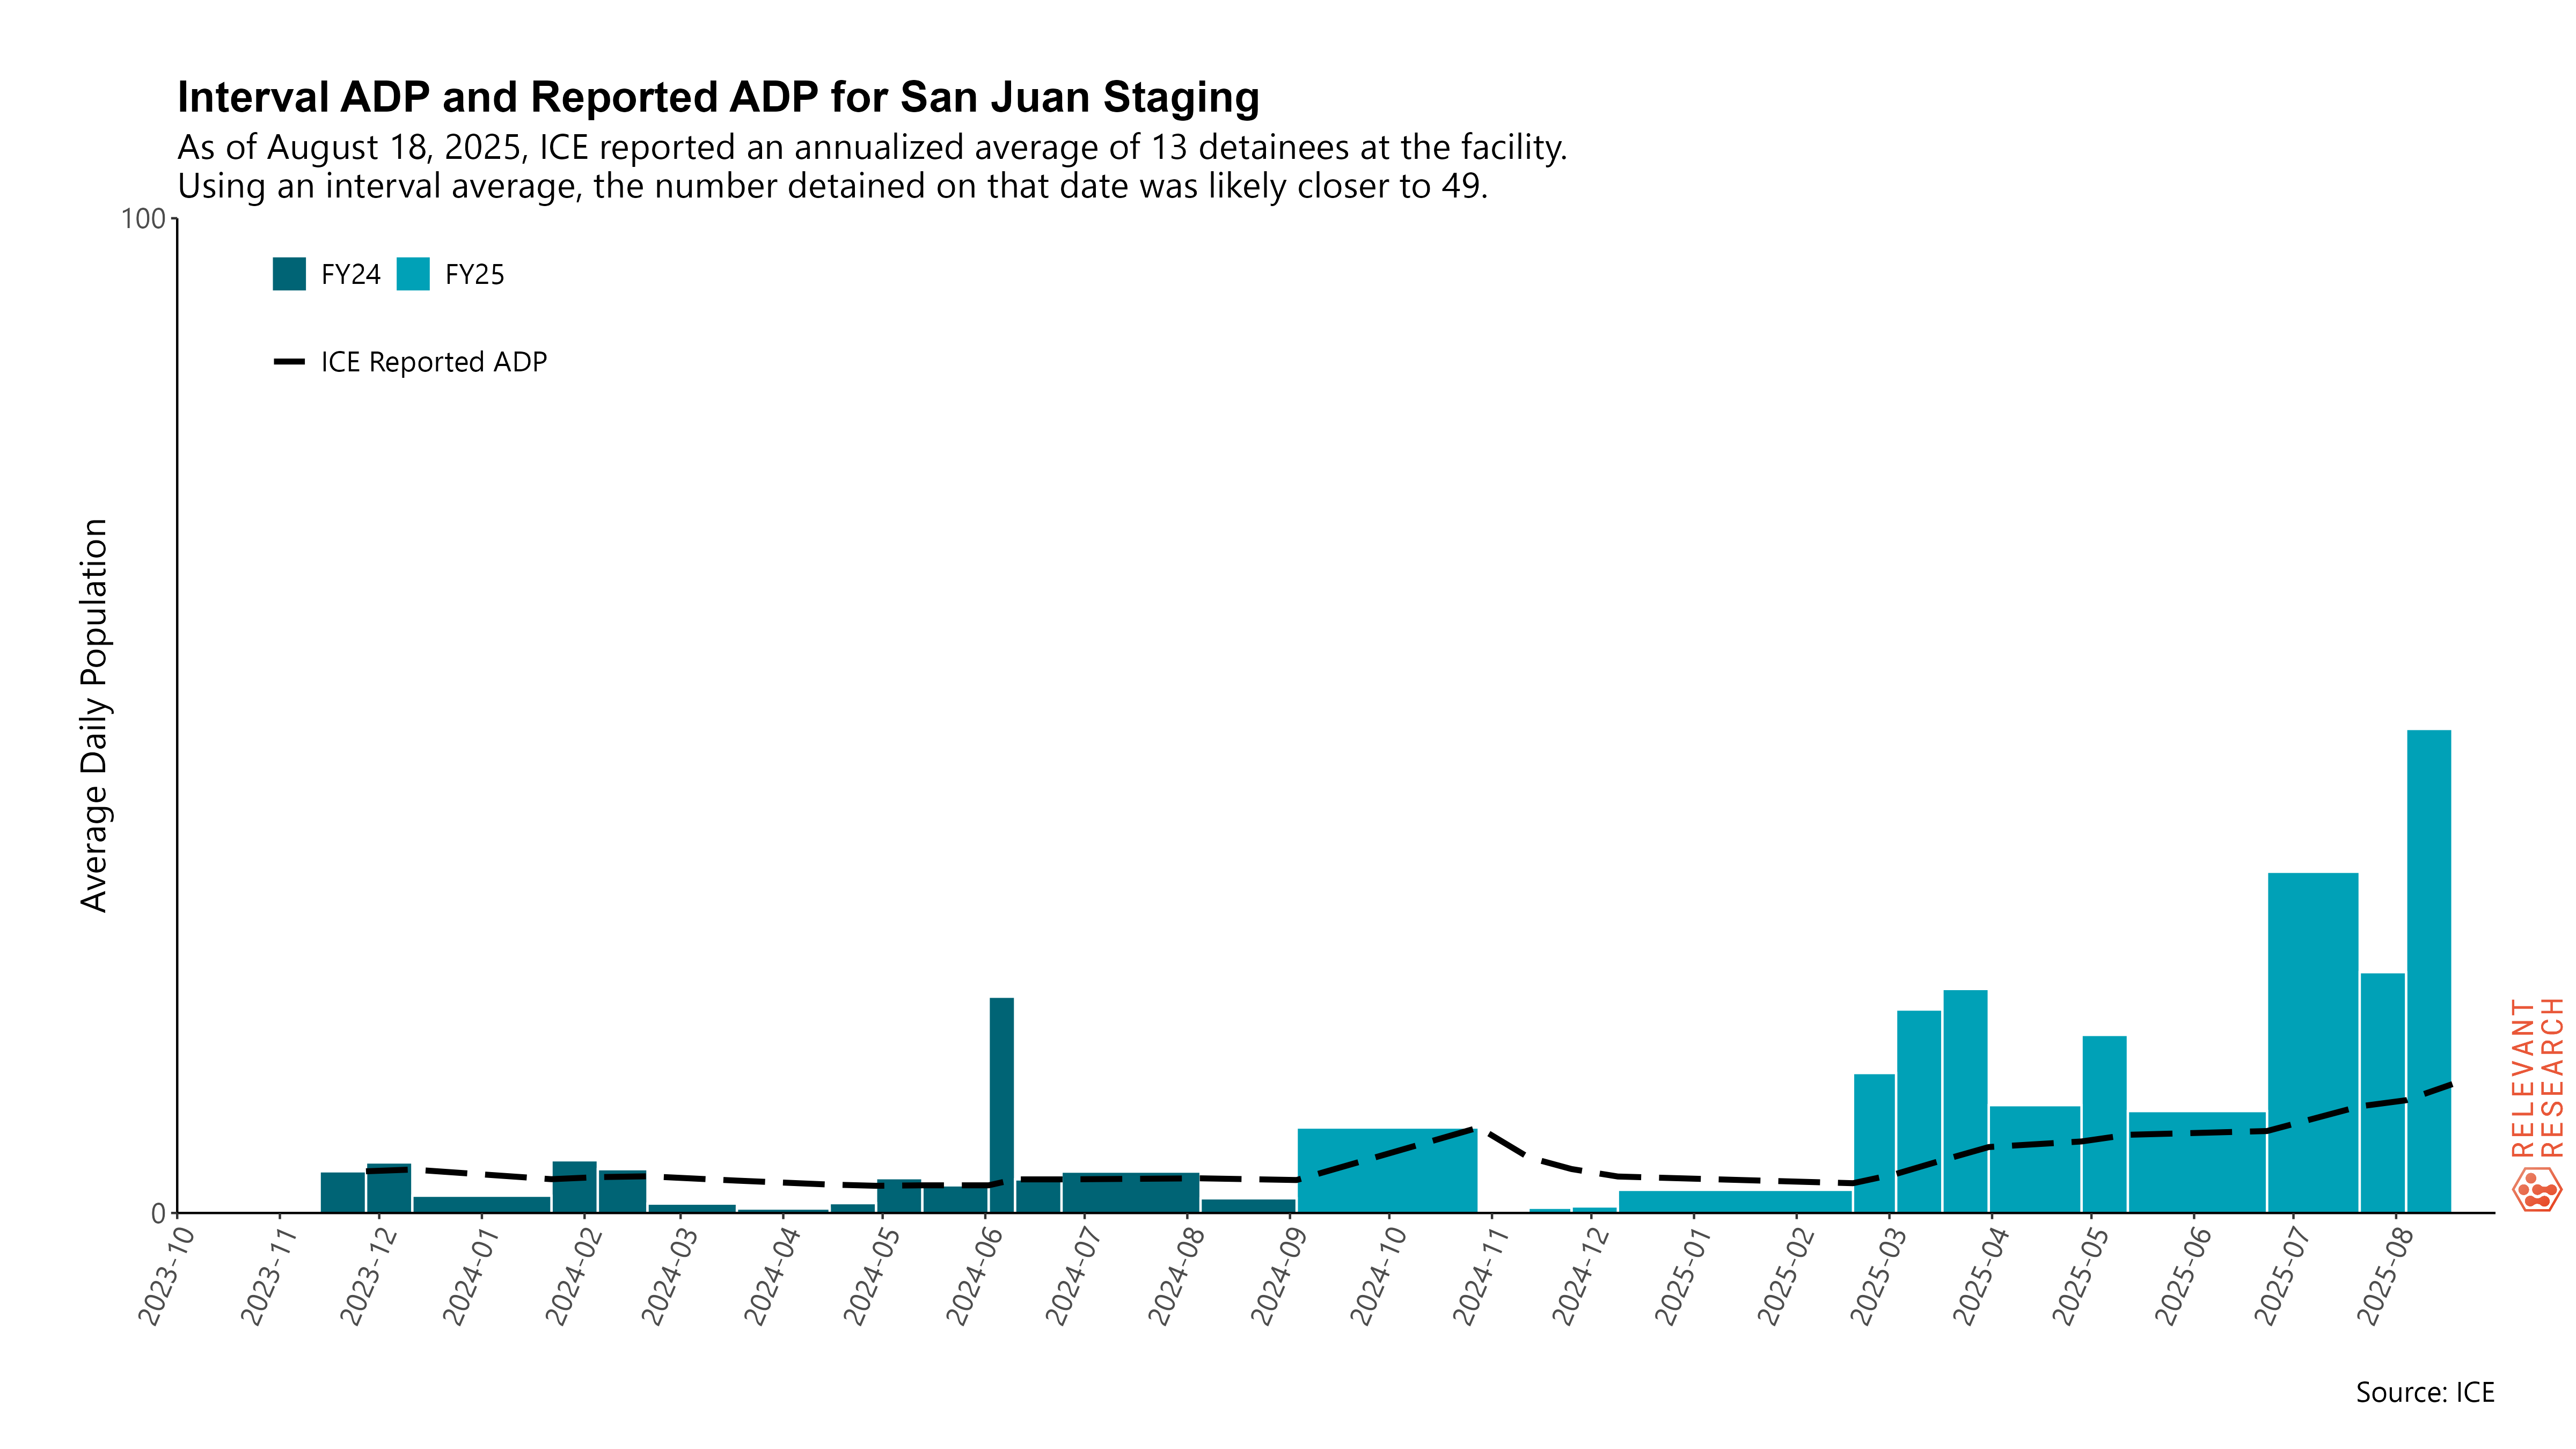 Interval ADP and Reported ADP for San Juan Staging
As of August 18, 2025, ICE reported an annualized average of 13 detainees at the facility.
Using an interval average, the number detained on that date was likely closer to 49.
100
FY24 FY25
ICE Reported ADP
Average Daily Population
0
2023-10
2023-11
2023-12
2024-01
2024-02
2024-03
2024-04
2024-05
2024-06
2024-07
2024-08
2024-09
2024-10
2024-11
2024-12
2025-01
2025-02
2025-03
2025-04
2025-05
2025-06
2025-07
2025-08
RELEVANT
RESEARCH
Source: ICE